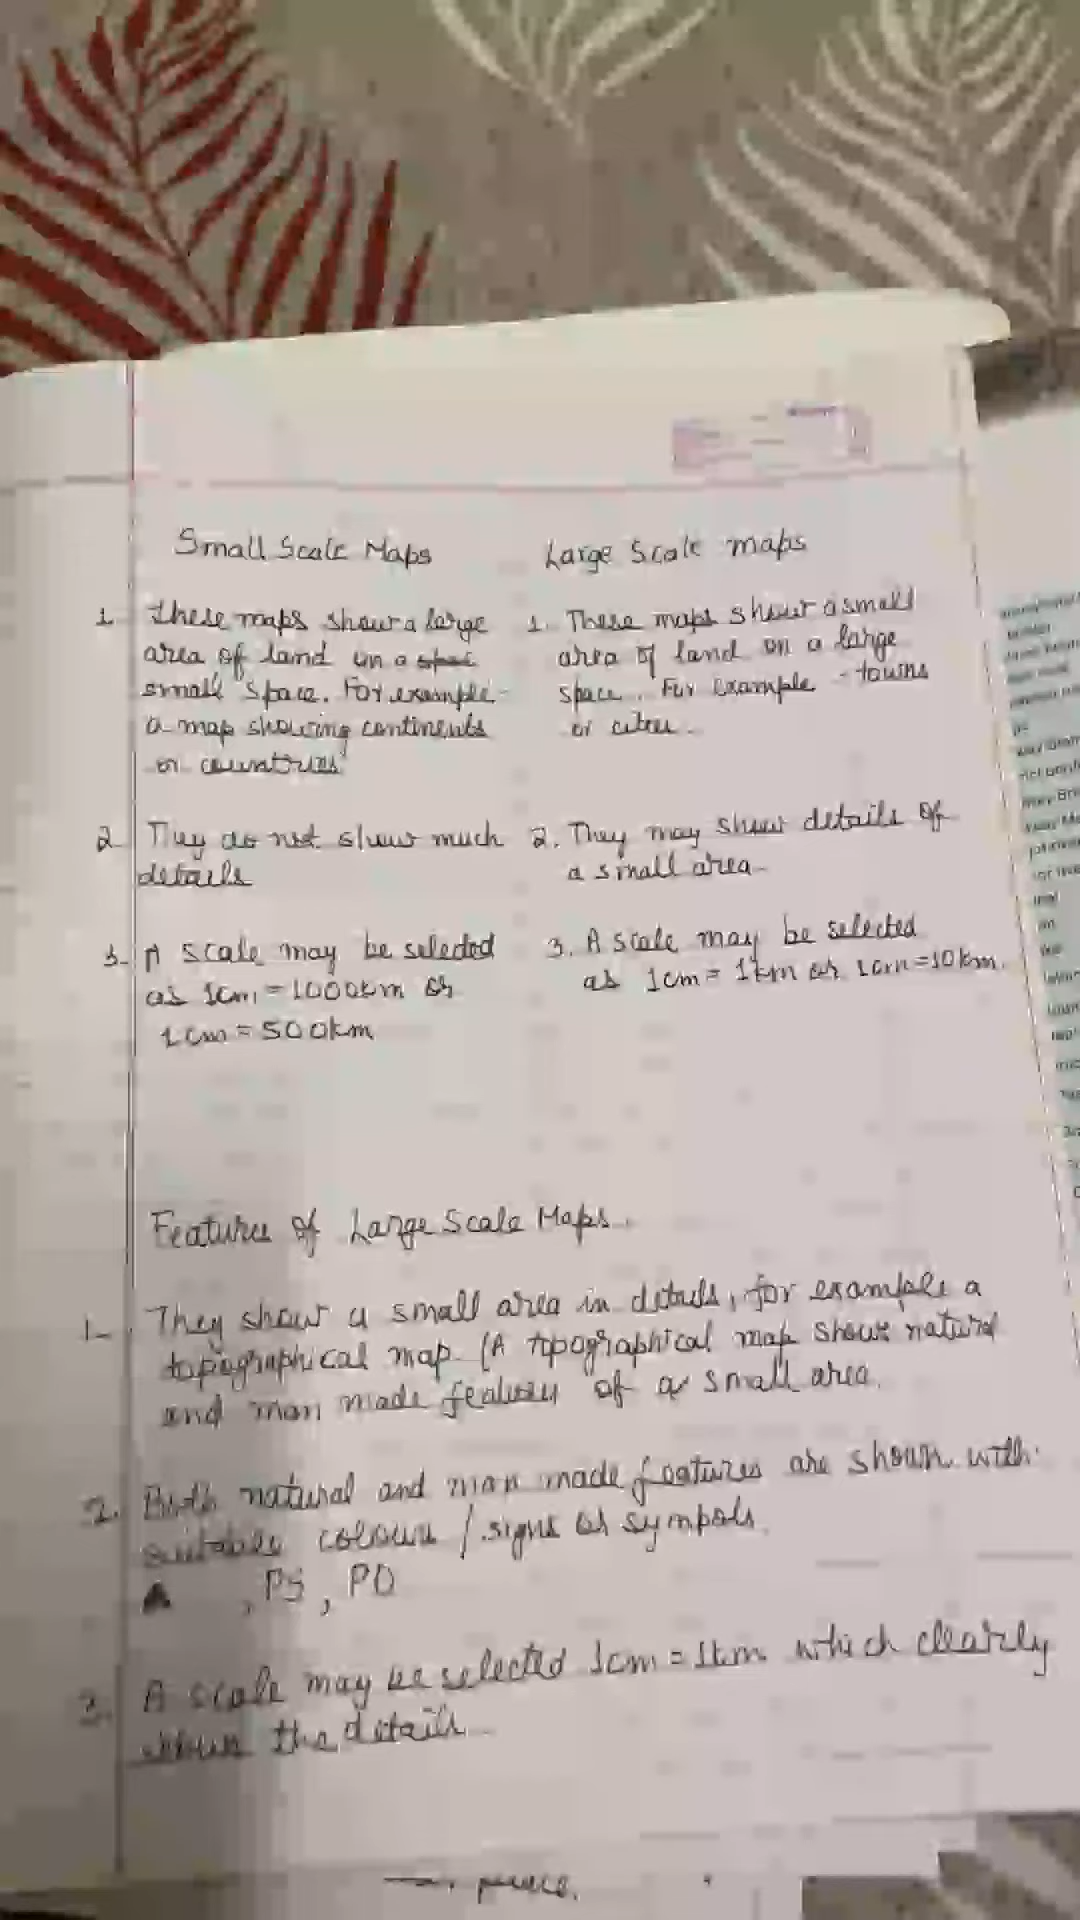 Small Scale Maps
1. These maps show a large
area of land on a
small space. For example -
a map showing continents
or countries
2. They do not show much
details
3. A scale may be selected
as 1cm = 1000km or
1cm = 500km
Large Scale maps
1. These maps show a small
area of land on a large
space. For example - towns
or
2. They may show details of
a small area.
3. A scale may be selected
as 1cm = 1km or 1cm = 10km.
Features of Large Scale Maps.
1. They show a small area in details, for example a
topographical map. (A topographical map shows natural
and man made features of a small area.
2. Both natural and man made features are shown with
suitable colours / signs or symbols.
, PS, PO
3. A scale may be selected 1cm = 1km which clearly
shows the details.